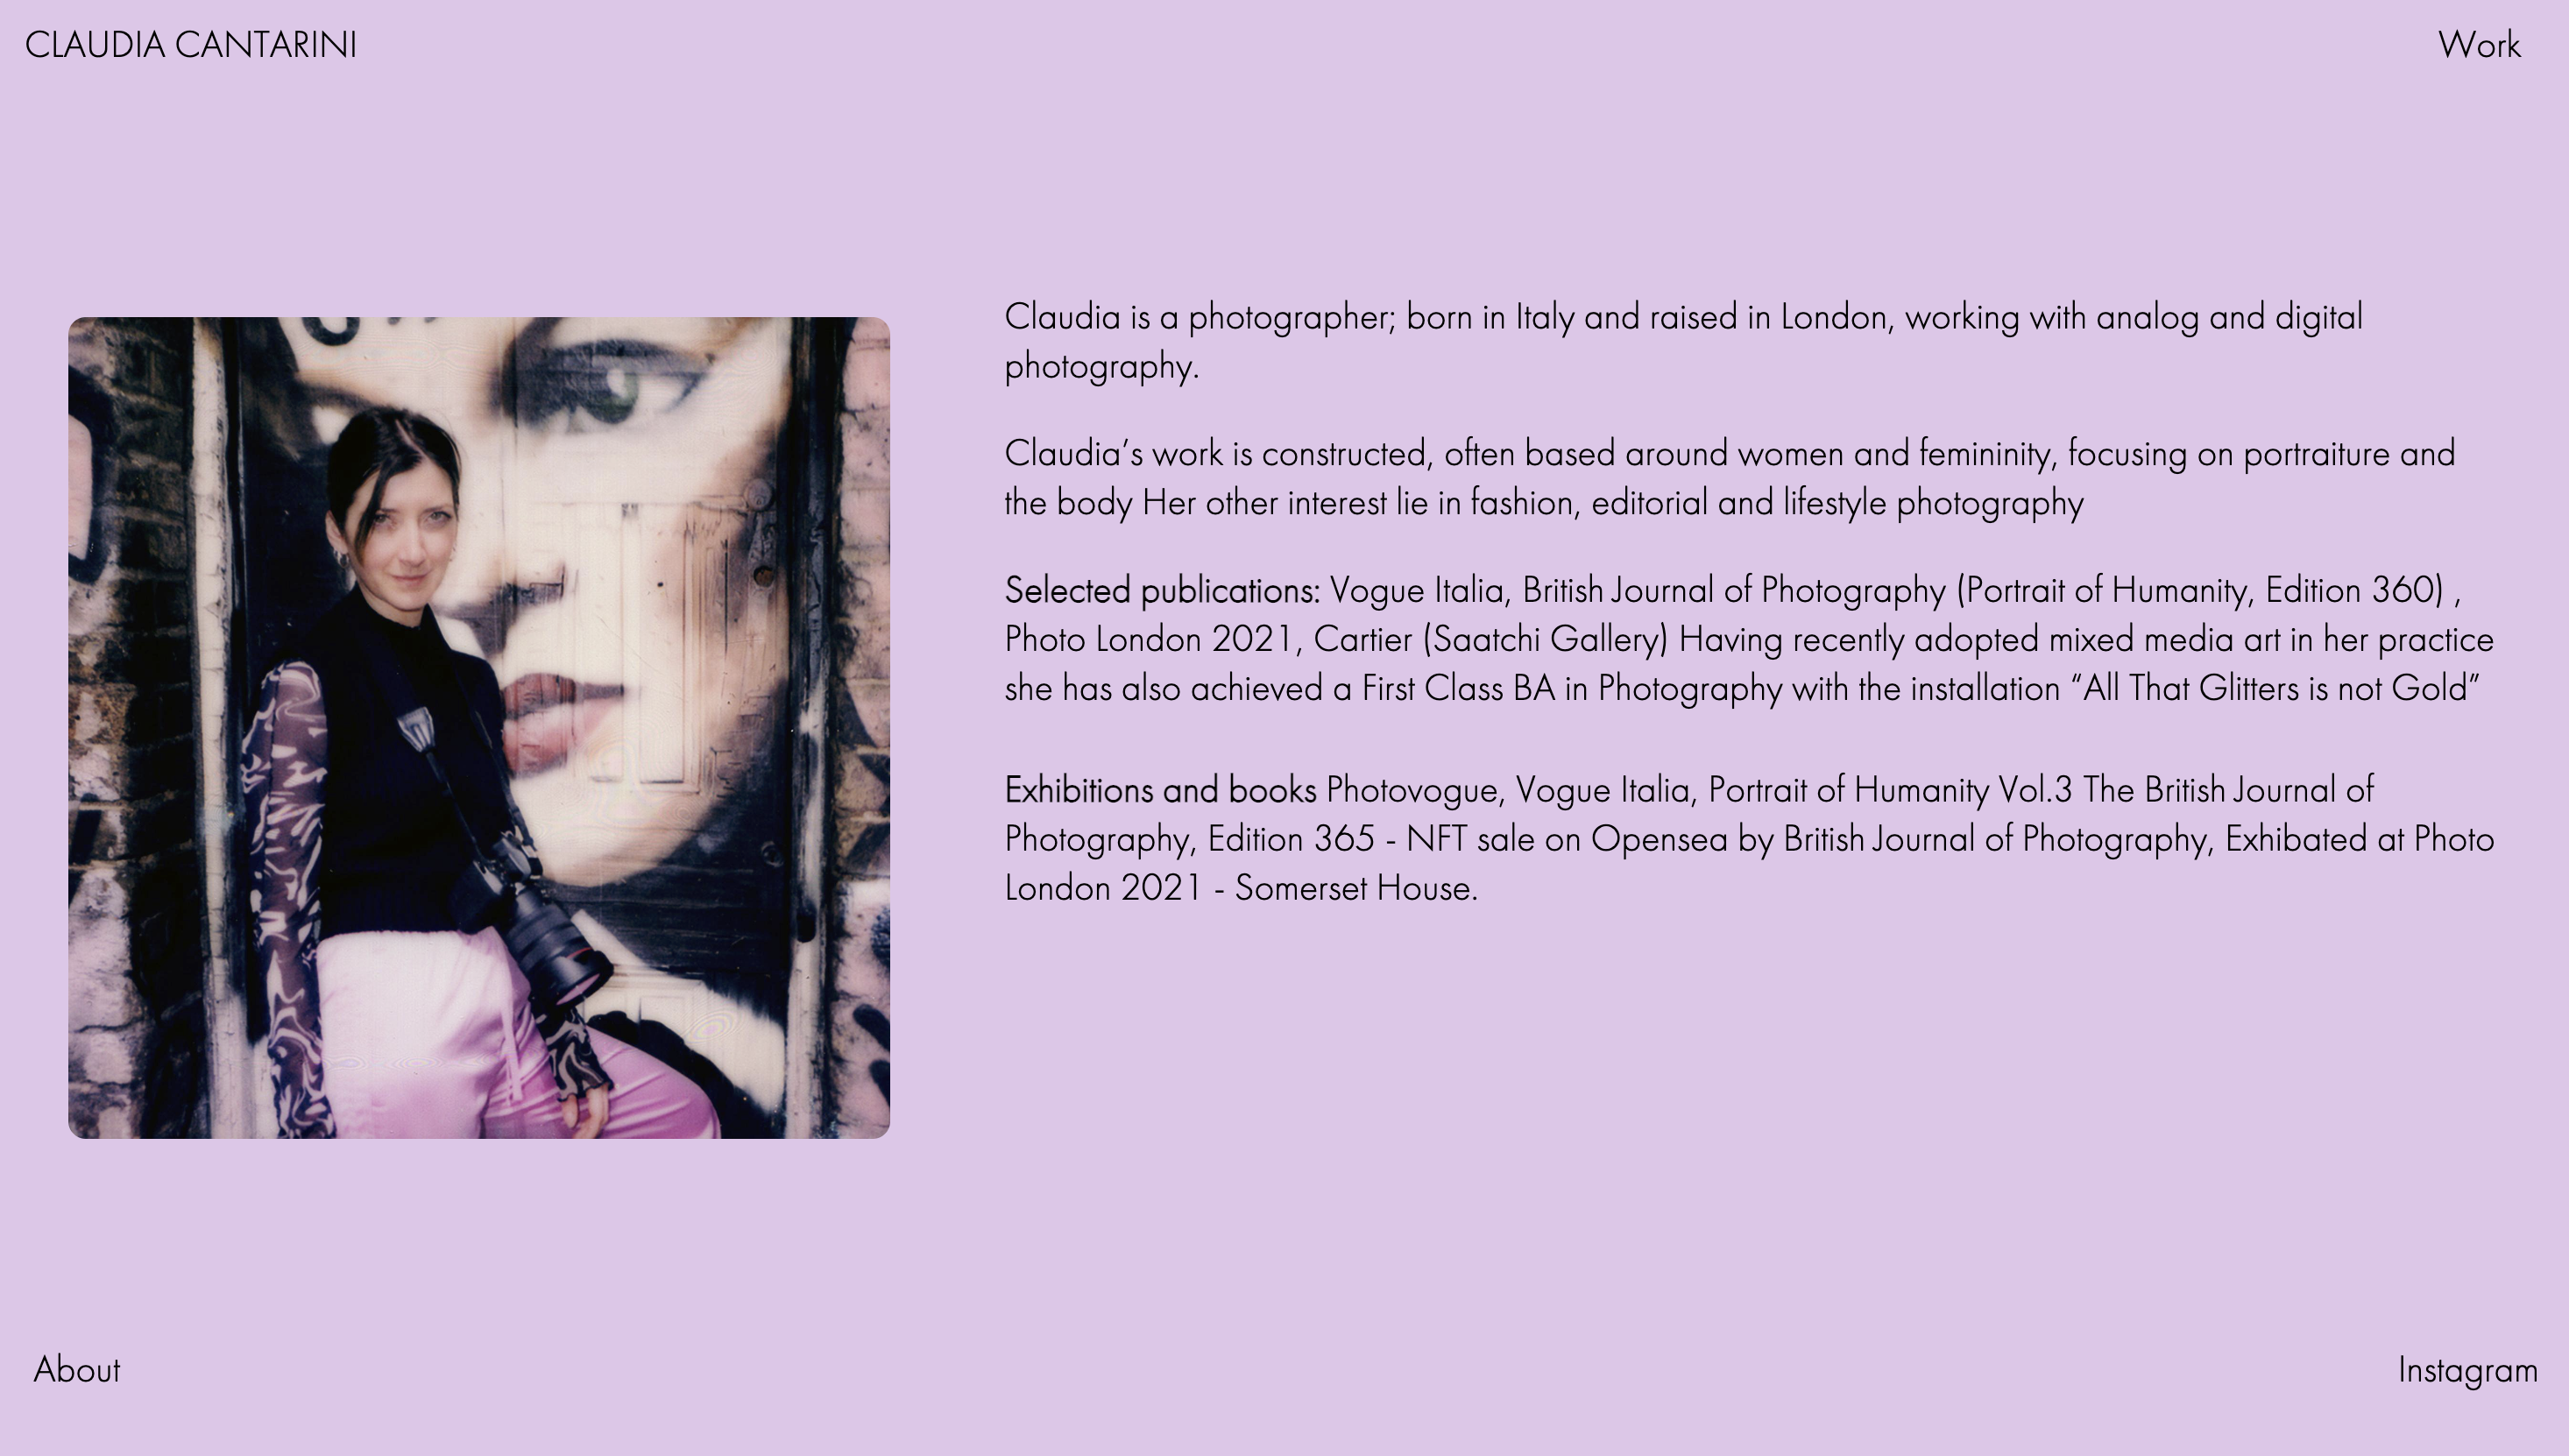 CLAUDIA CANTARINI
Work
Claudia is a photographer; born in Italy and raised in London, working with analog and digital
photography.
Claudia’s work is constructed, often based around women and femininity, focusing on portraiture and
the body Her other interest lie in fashion, editorial and lifestyle photography
Selected publications: Vogue Italia, British Journal of Photography (Portrait of Humanity, Edition 360) ,
Photo London 2021, Cartier (Saatchi Gallery) Having recently adopted mixed media art in her practice
she has also achieved a First Class BA in Photography with the installation “All That Glitters is not Gold”
Exhibitions and books Photovogue, Vogue Italia, Portrait of Humanity Vol.3 The British Journal of
Photography, Edition 365 - NFT sale on Opensea by British Journal of Photography, Exhibated at Photo
London 2021 - Somerset House.
About
Instagram